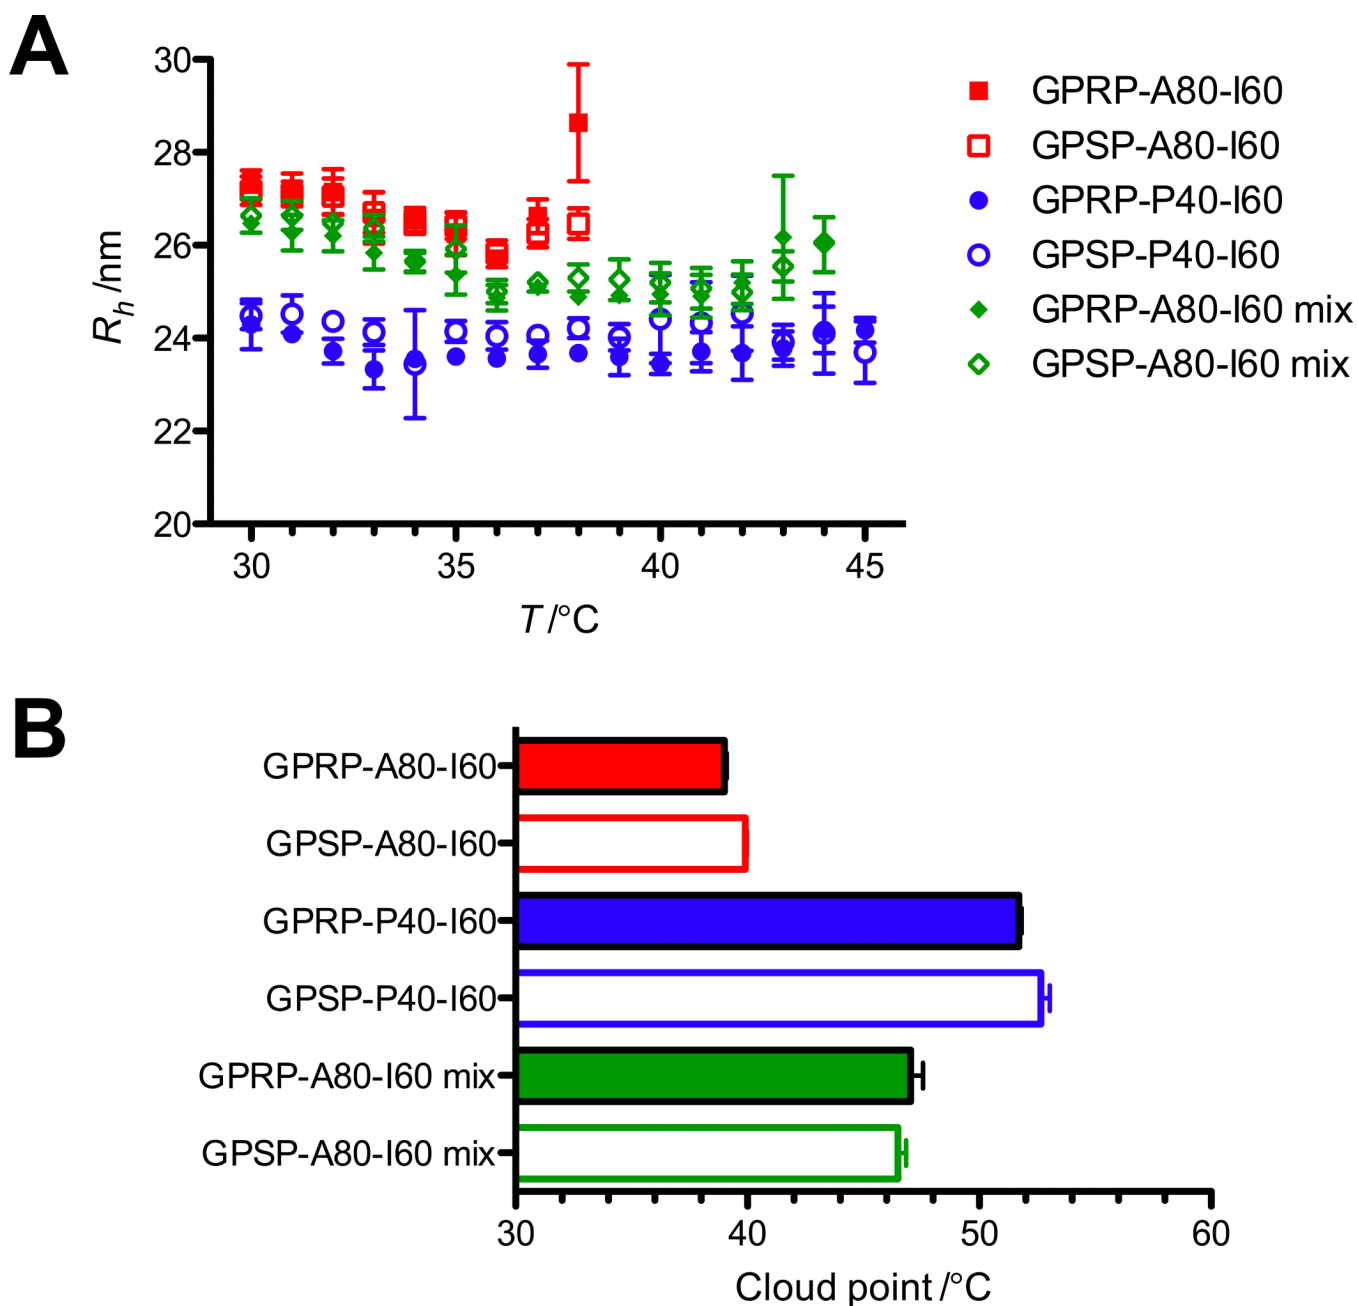 A
30
28
26
24
22
20
R_h /nm
30 35 40 45
T /°C
GPRP-A80-I60
GPSP-A80-I60
GPRP-P40-I60
GPSP-P40-I60
GPRP-A80-I60 mix
GPSP-A80-I60 mix
B
GPRP-A80-I60
GPSP-A80-I60
GPRP-P40-I60
GPSP-P40-I60
GPRP-A80-I60 mix
GPSP-A80-I60 mix
30 40 50 60
Cloud point /°C